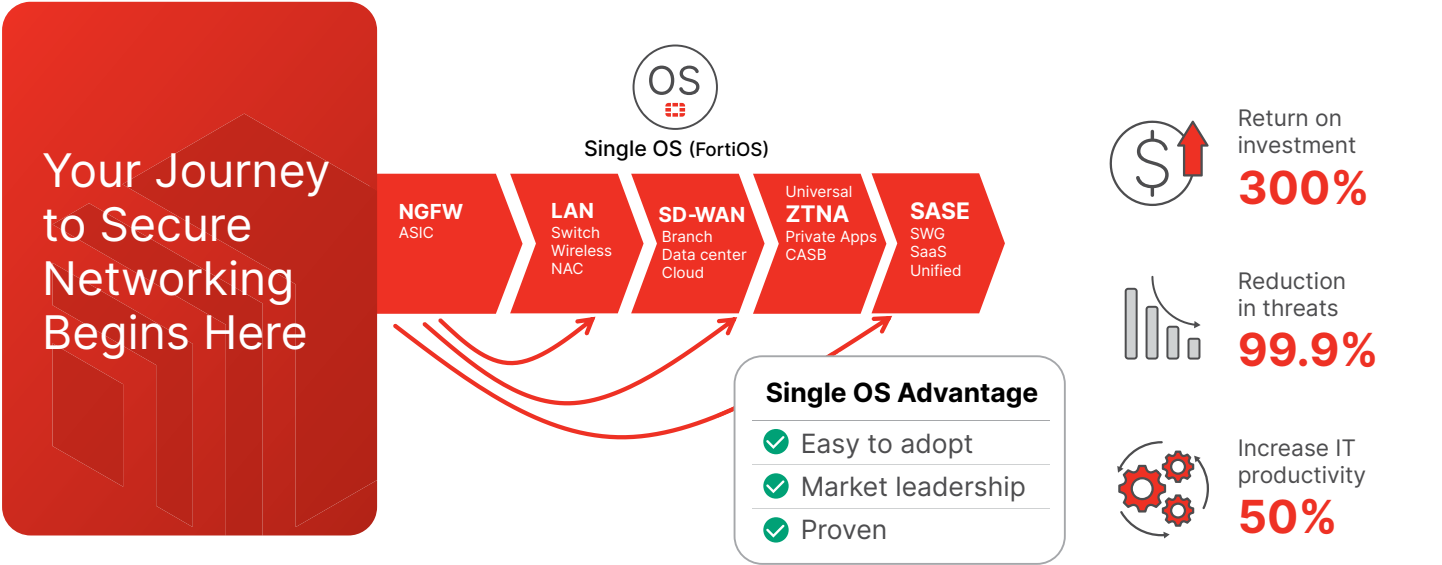 Your Journey
to Secure
Networking
Begins Here
OS
Single OS (FortiOS)
NGFW
ASIC
LAN
Switch
Wireless
NAC
SD-WAN
Branch
Data center
Cloud
Universal
ZTNA
Private Apps
CASB
SASE
SWG
SaaS
Unified
Single OS Advantage
Easy to adopt
Market leadership
Proven
$
Return on
investment
300%
Reduction
in threats
99.9%
Increase IT
productivity
50%